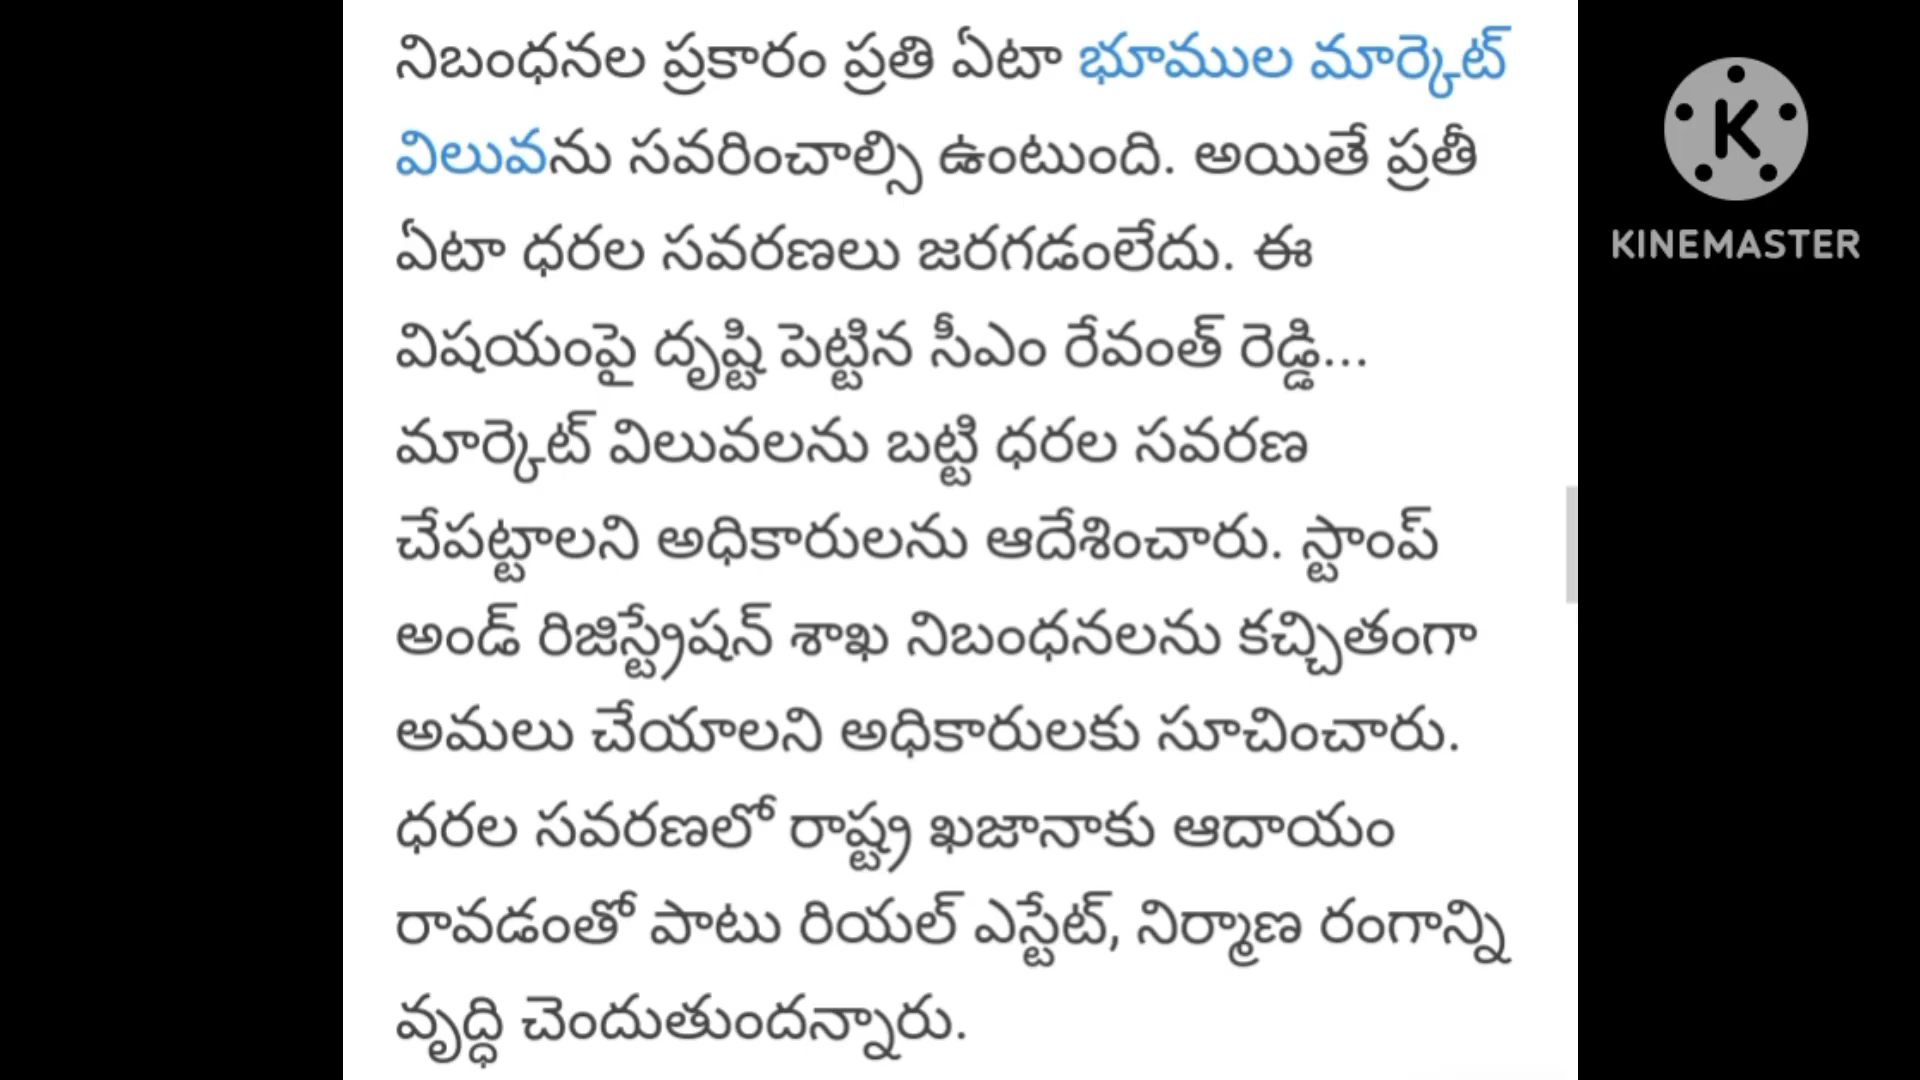 నిబంధనల ప్రకారం ప్రతి ఏటా భూముల మార్కెట్
విలువను సవరించాల్సి ఉంటుంది. అయితే ప్రతీ
ఏటా ధరల సవరణలు జరగడంలేదు. ఈ
విషయంపై దృష్టి పెట్టిన సీఎం రేవంత్ రెడ్డి...
మార్కెట్ విలువలను బట్టి ధరల సవరణ
చేపట్టాలని అధికారులను ఆదేశించారు. స్టాంప్
అండ్ రిజిస్ట్రేషన్ శాఖ నిబంధనలను కచ్చితంగా
అమలు చేయాలని అధికారులకు సూచించారు.
ధరల సవరణలో రాష్ట్ర ఖజానాకు ఆదాయం
రావడంతో పాటు రియల్ ఎస్టేట్, నిర్మాణ రంగాన్ని
వృద్ధి చెందుతుందన్నారు.
K
KINEMASTER